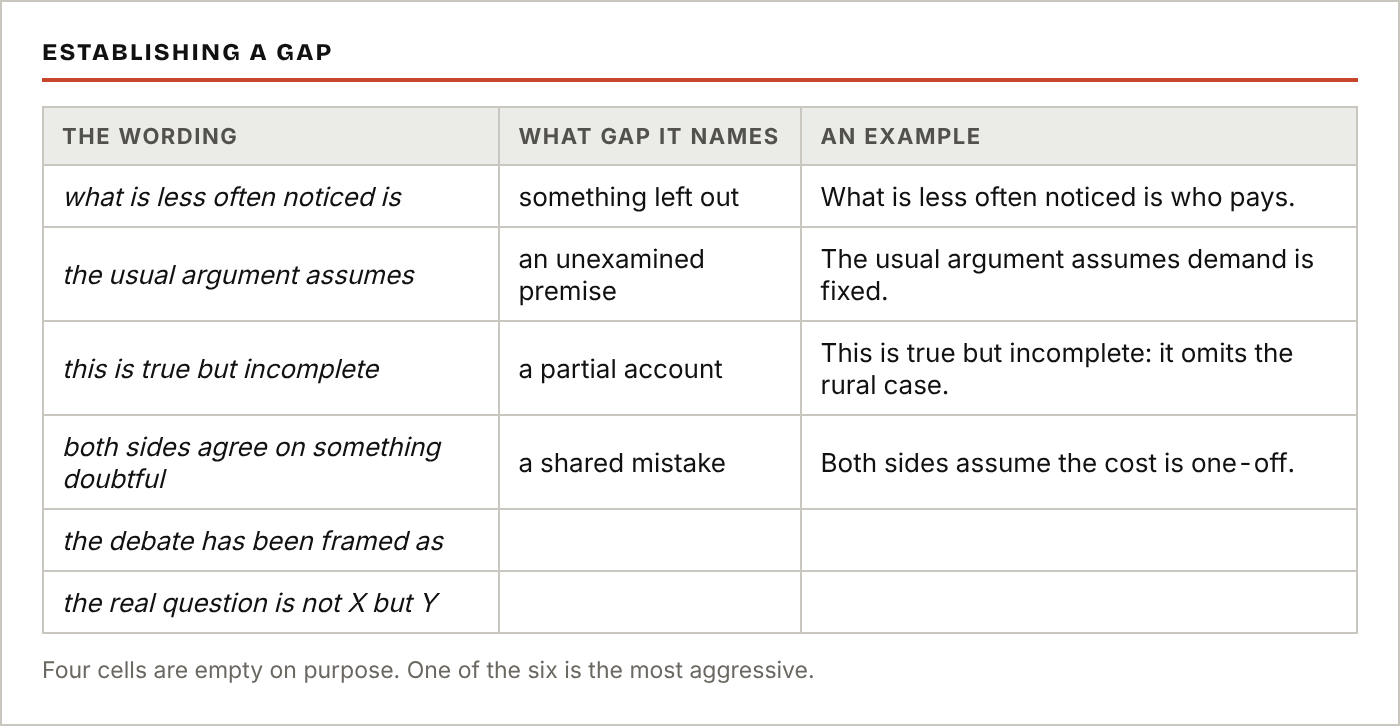 ESTABLISHING A GAP
THE WORDING
WHAT GAP IT NAMES
AN EXAMPLE
what is less often noticed is
something left out
What is less often noticed is who pays.
the usual argument assumes
an unexamined
premise
The usual argument assumes demand is
fixed.
this is true but incomplete
a partial account
This is true but incomplete: it omits the
rural case.
both sides agree on something
doubtful
a shared mistake
Both sides assume the cost is one-off.
the debate has been framed as
the real question is not X but Y
Four cells are empty on purpose. One of the six is the most aggressive.